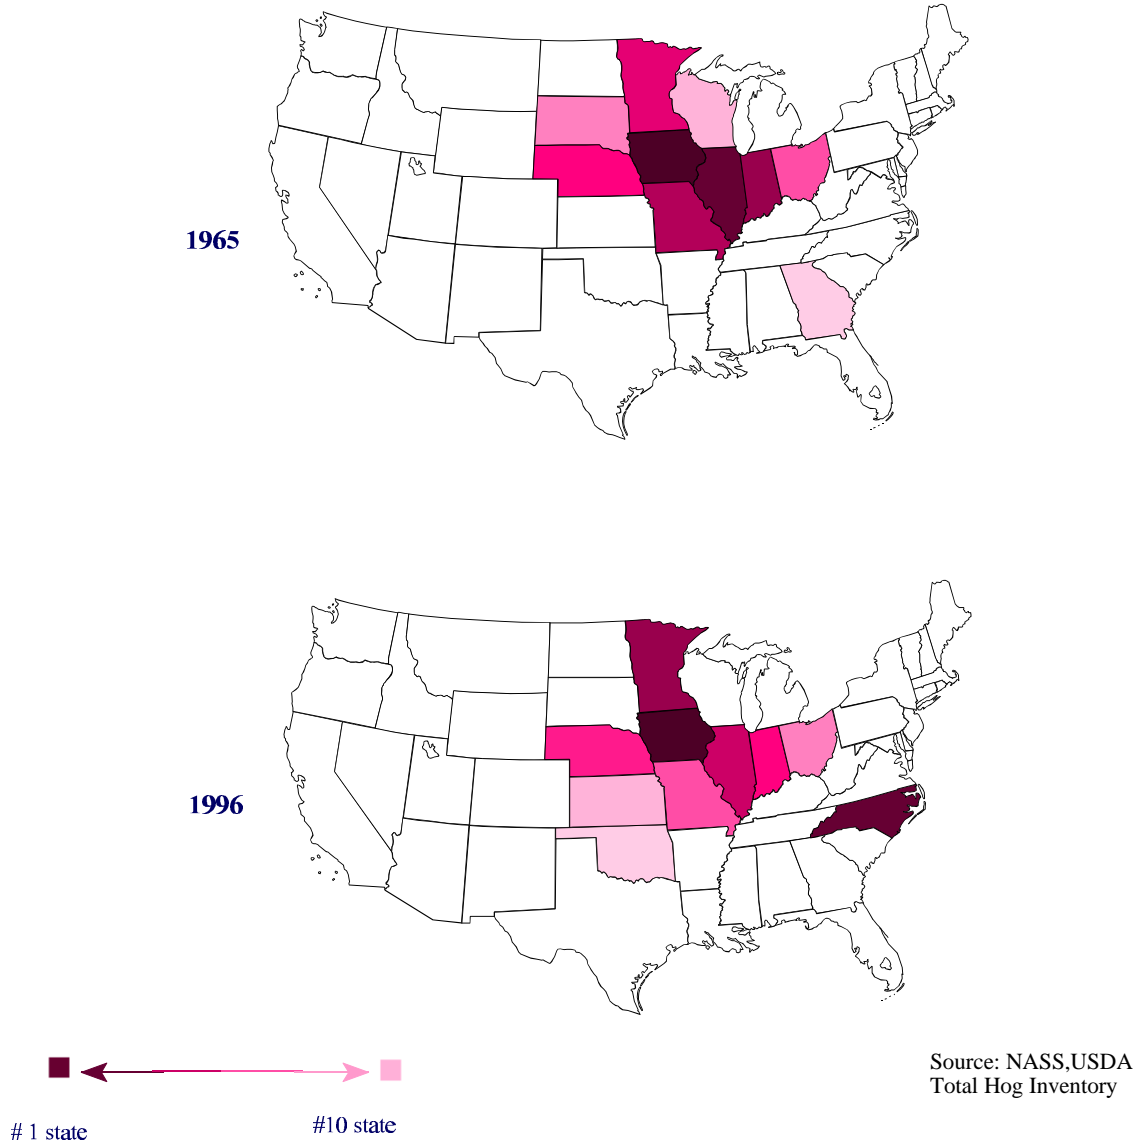 1965
1996
# 1 state
#10 state
Source: NASS,USDA
Total Hog Inventory